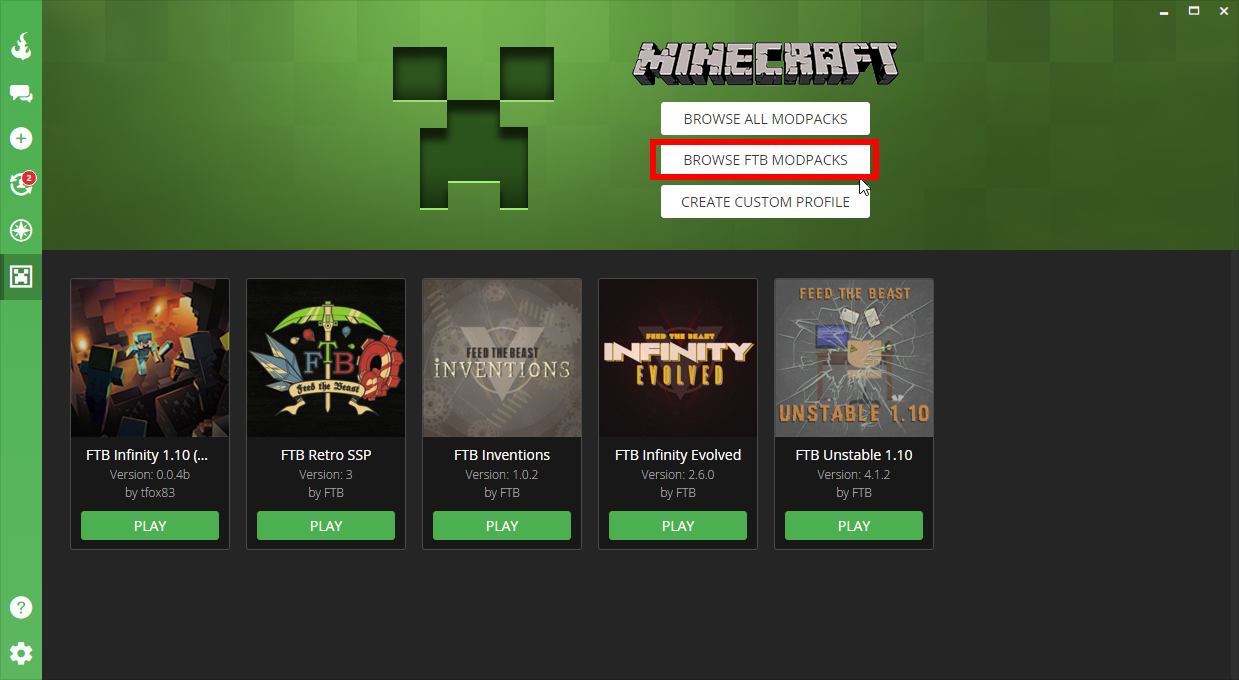 2
MINECRAFT
BROWSE ALL MODPACKS
BROWSE FTB MODPACKS
CREATE CUSTOM PROFILE
FTB
Feed the Beast
FEED THE BEAST
INVENTIONS
FEED THE BEAST
INFINITY
EVOLVED
FEED THE BEAST
UNSTABLE 1.10
FTB Infinity 1.10 (...
Version: 0.0.4b
by tfox83
PLAY
FTB Retro SSP
Version: 3
by FTB
PLAY
FTB Inventions
Version: 1.0.2
by FTB
PLAY
FTB Infinity Evolved
Version: 2.6.0
by FTB
PLAY
FTB Unstable 1.10
Version: 4.1.2
by FTB
PLAY
?